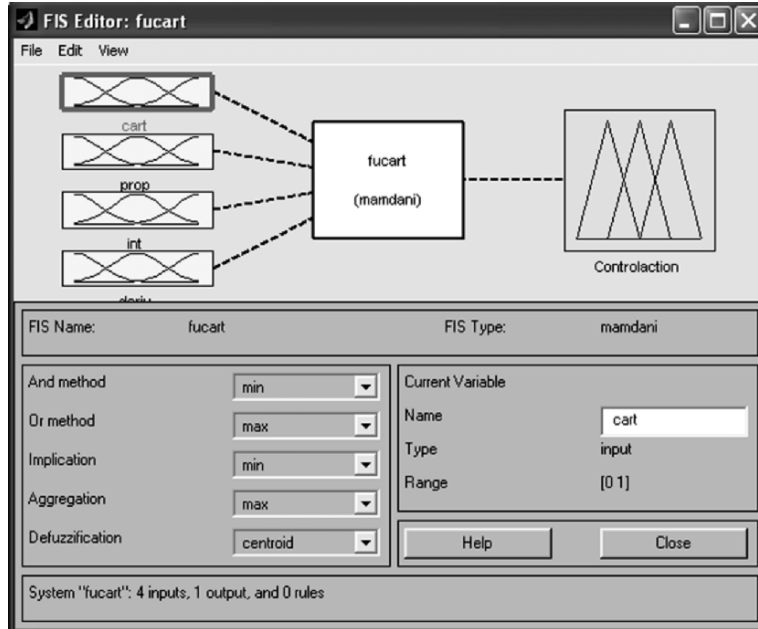 FIS Editor: fucart
File Edit View
cart
prop
int
deriv
fucart
(mamdani)
Controlaction
FIS Name: fucart FIS Type: mamdani
And method min
Or method max
Implication min
Aggregation max
Defuzzification centroid
Current Variable
Name cart
Type input
Range [0 1]
Help Close
System "fucart": 4 inputs, 1 output, and 0 rules